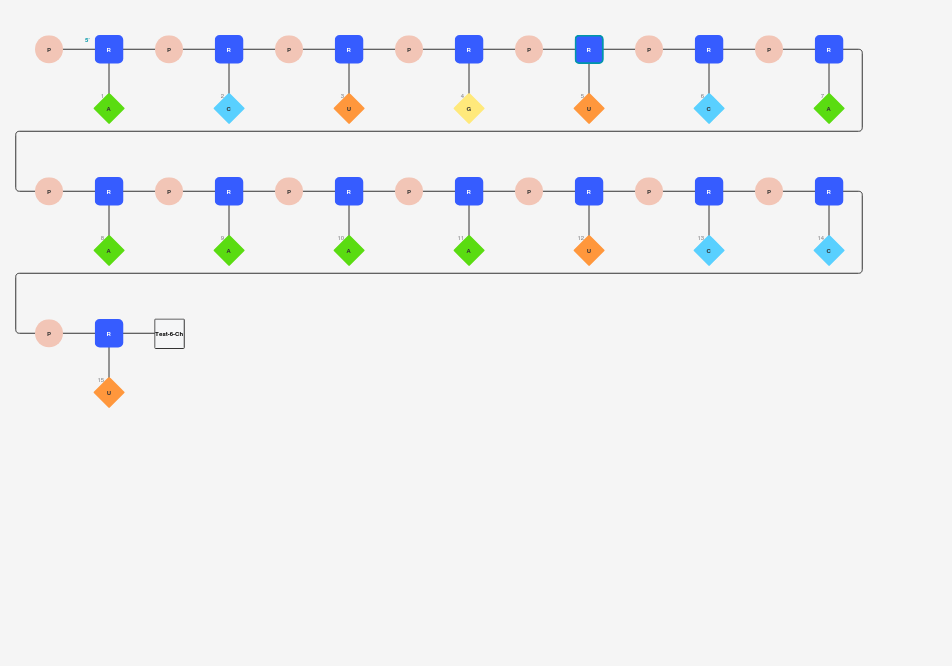 5'
P R P R P R P R P R P R P R
1 2 3 4 5 6 7
A C U G U C A
P R P R P R P R P R P R P R
8 9 10 11 12 13 14
A A A A U C C
P R Test-6-Ch
15
U